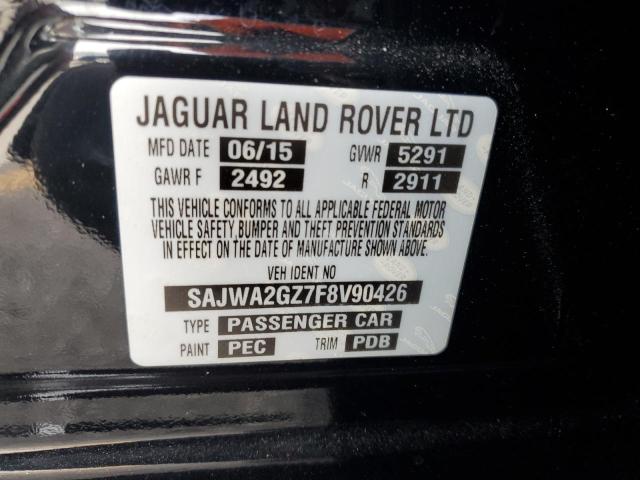 JAGUAR LAND ROVER LTD
MFD DATE 06/15 GVWR 5291
GAWR F 2492 R 2911
THIS VEHICLE CONFORMS TO ALL APPLICABLE FEDERAL MOTOR
VEHICLE SAFETY,BUMPER AND THEFT PREVENTION STANDARDS
IN EFFECT ON THE DATE OF MANUFACTURE SHOWN ABOVE.
VEH IDENT NO
SAJWA2GZ7F8V90426
TYPE PASSENGER CAR
PAINT PEC TRIM PDB